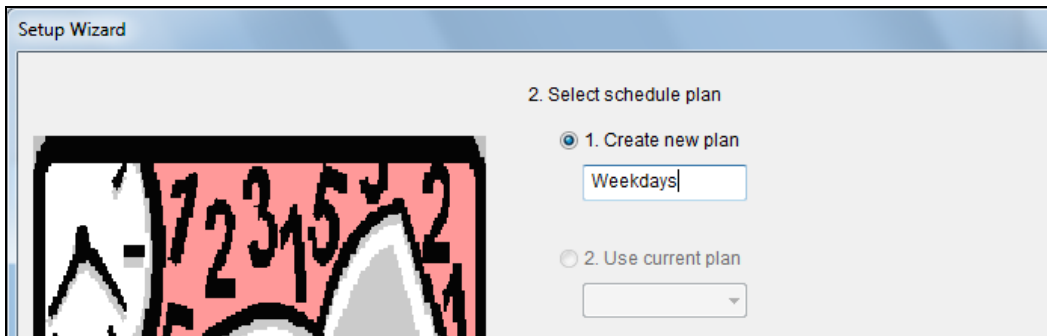 Setup Wizard
2. Select schedule plan
1. Create new plan
Weekdays
2. Use current plan